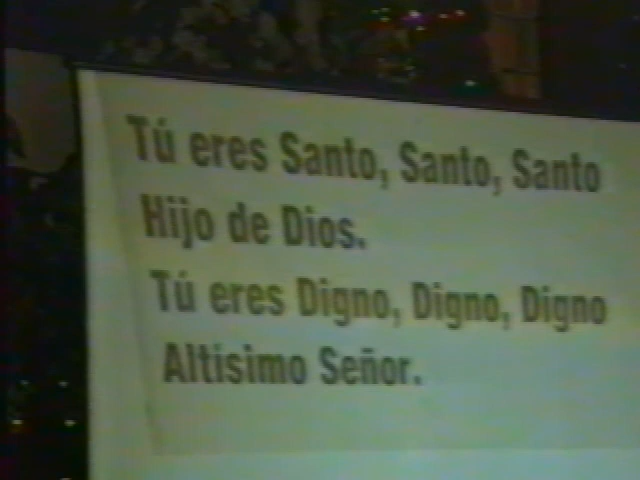 Tú eres Santo, Santo, Santo
Hijo de Dios.
Tú eres Digno, Digno, Digno
Altisimo Señor.